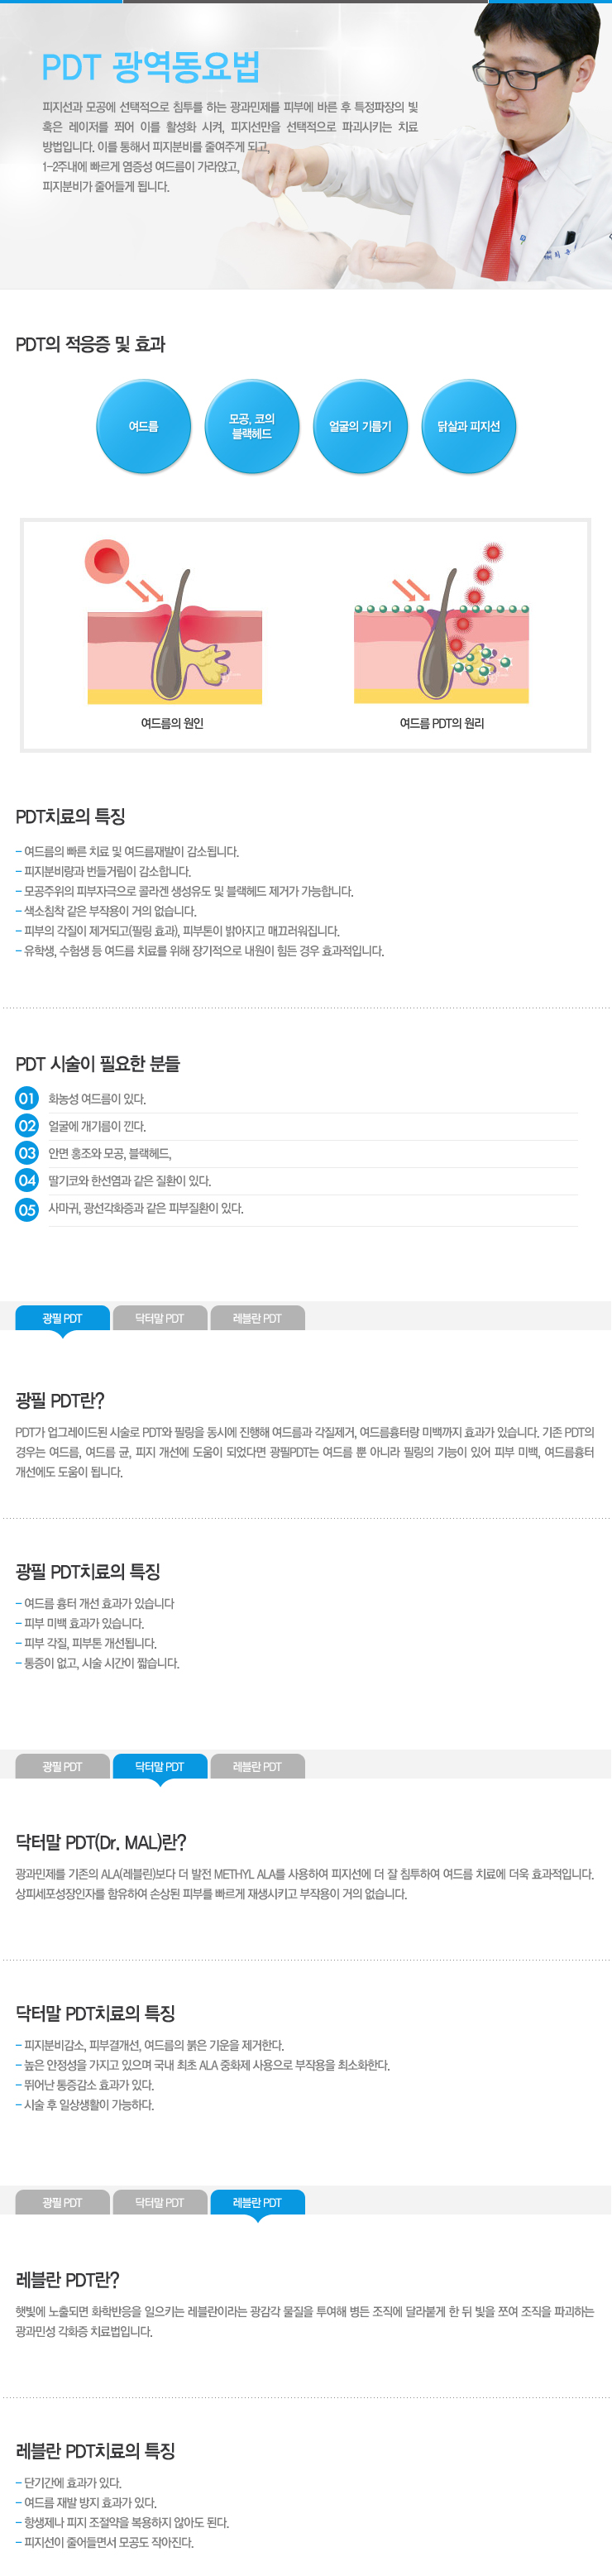 PDT 광역동요법
피지선과 모공에 선택적으로 침투를 하는 광과민제를 피부에 바른 후 특정파장의 빛
혹은 레이저를 쬐어 이를 활성화 시켜, 피지선만을 선택적으로 파괴시키는 치료
방법입니다. 이를 통해서 피지분비를 줄여주게 되고,
1-2주내에 빠르게 염증성 여드름이 가라앉고,
피지분비가 줄어들게 됩니다.
PDT의 적응증 및 효과
여드름
모공, 코의
블랙헤드
얼굴의 기름기
닭살과 피지선
여드름의 원인
여드름 PDT의 원리
PDT치료의 특징
- 여드름의 빠른 치료 및 여드름재발이 감소됩니다.
- 피지분비량과 번들거림이 감소합니다.
- 모공주위의 피부자극으로 콜라겐 생성유도 및 블랙헤드 제거가 가능합니다.
- 색소침착 같은 부작용이 거의 없습니다.
- 피부의 각질이 제거되고(필링 효과), 피부톤이 밝아지고 매끄러워집니다.
- 유학생, 수험생 등 여드름 치료를 위해 장기적으로 내원이 힘든 경우 효과적입니다.
PDT 시술이 필요한 분들
01 화농성 여드름이 있다.
02 얼굴에 개기름이 낀다.
03 안면 홍조와 모공, 블랙헤드,
04 딸기코와 한선염과 같은 질환이 있다.
05 사마귀, 광선각화증과 같은 피부질환이 있다.
광필 PDT 닥터말 PDT 레블란 PDT
광필 PDT란?
PDT가 업그레이드된 시술로 PDT와 필링을 동시에 진행해 여드름과 각질제거, 여드름흉터랑 미백까지 효과가 있습니다. 기존 PDT의
경우는 여드름, 여드름 균, 피지 개선에 도움이 되었다면 광필PDT는 여드름 뿐 아니라 필링의 기능이 있어 피부 미백, 여드름흉터
개선에도 도움이 됩니다.
광필 PDT치료의 특징
- 여드름 흉터 개선 효과가 있습니다
- 피부 미백 효과가 있습니다.
- 피부 각질, 피부톤 개선됩니다.
- 통증이 없고, 시술 시간이 짧습니다.
광필 PDT 닥터말 PDT 레블란 PDT
닥터말 PDT(Dr. MAL)란?
광과민제를 기존의 ALA(레블린)보다 더 발전 METHYL ALA를 사용하여 피지선에 더 잘 침투하여 여드름 치료에 더욱 효과적입니다.
상피세포성장인자를 함유하여 손상된 피부를 빠르게 재생시키고 부작용이 거의 없습니다.
닥터말 PDT치료의 특징
- 피지분비감소, 피부결개선, 여드름의 붉은 기운을 제거한다.
- 높은 안정성을 가지고 있으며 국내 최초 ALA 중화제 사용으로 부작용을 최소화한다.
- 뛰어난 통증감소 효과가 있다.
- 시술 후 일상생활이 가능하다.
광필 PDT 닥터말 PDT 레블란 PDT
레블란 PDT란?
햇빛에 노출되면 화학반응을 일으키는 레블란이라는 광감각 물질을 투여해 병든 조직에 달라붙게 한 뒤 빛을 쪼여 조직을 파괴하는
광과민성 각화증 치료법입니다.
레블란 PDT치료의 특징
- 단기간에 효과가 있다.
- 여드름 재발 방지 효과가 있다.
- 항생제나 피지 조절약을 복용하지 않아도 된다.
- 피지선이 줄어들면서 모공도 작아진다.